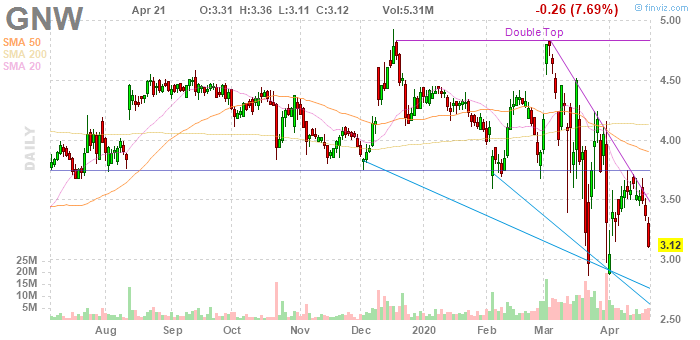 GNW
Apr 21 O:3.31 H:3.36 L:3.11 C:3.12 Vol:5.31M -0.26 (7.69%)
© finviz.com
SMA 50
SMA 200
SMA 20
DAILY
Double Top
5.00
4.50
4.00
3.50
3.12
3.00
2.50
25M
20M
15M
10M
5M
Aug Sep Oct Nov Dec 2020 Feb Mar Apr